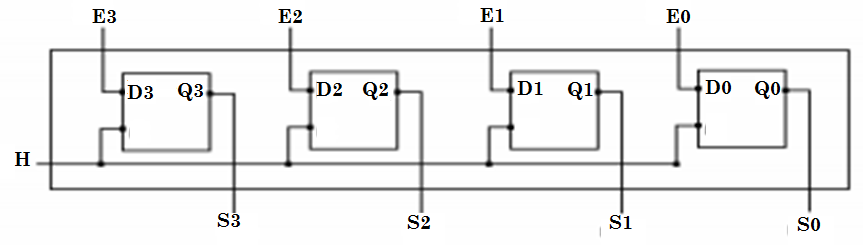 E3 E2 E1 E0
D3 Q3 D2 Q2 D1 Q1 D0 Q0
H
S3 S2 S1 S0